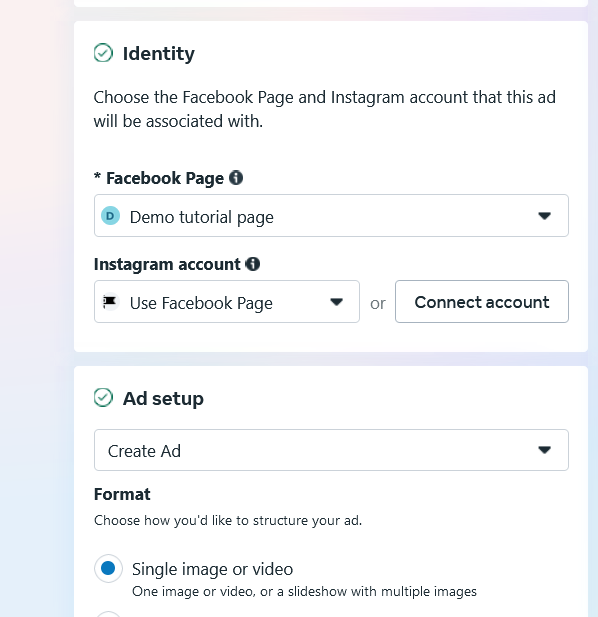 Identity
Choose the Facebook Page and Instagram account that this ad
will be associated with.
* Facebook Page
D Demo tutorial page
Instagram account
Use Facebook Page or Connect account
Ad setup
Create Ad
Format
Choose how you'd like to structure your ad.
Single image or video
One image or video, or a slideshow with multiple images